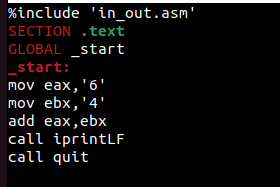 %include 'in_out.asm'
SECTION .text
GLOBAL _start
_start:
mov eax,'6'
mov ebx,'4'
add eax,ebx
call iprintLF
call quit